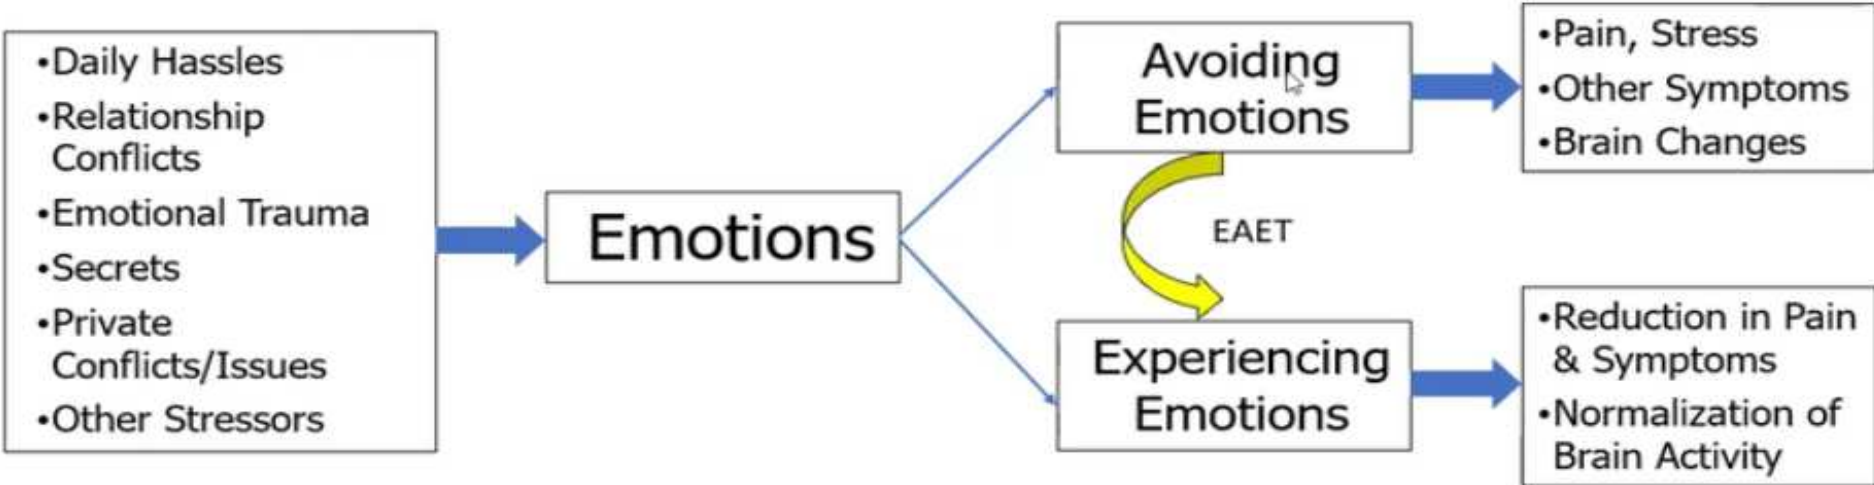 •Daily Hassles
•Relationship
Conflicts
•Emotional Trauma
•Secrets
•Private
Conflicts/Issues
•Other Stressors
Emotions
Avoiding
Emotions
•Pain, Stress
•Other Symptoms
•Brain Changes
EAET
Experiencing
Emotions
•Reduction in Pain
& Symptoms
•Normalization of
Brain Activity